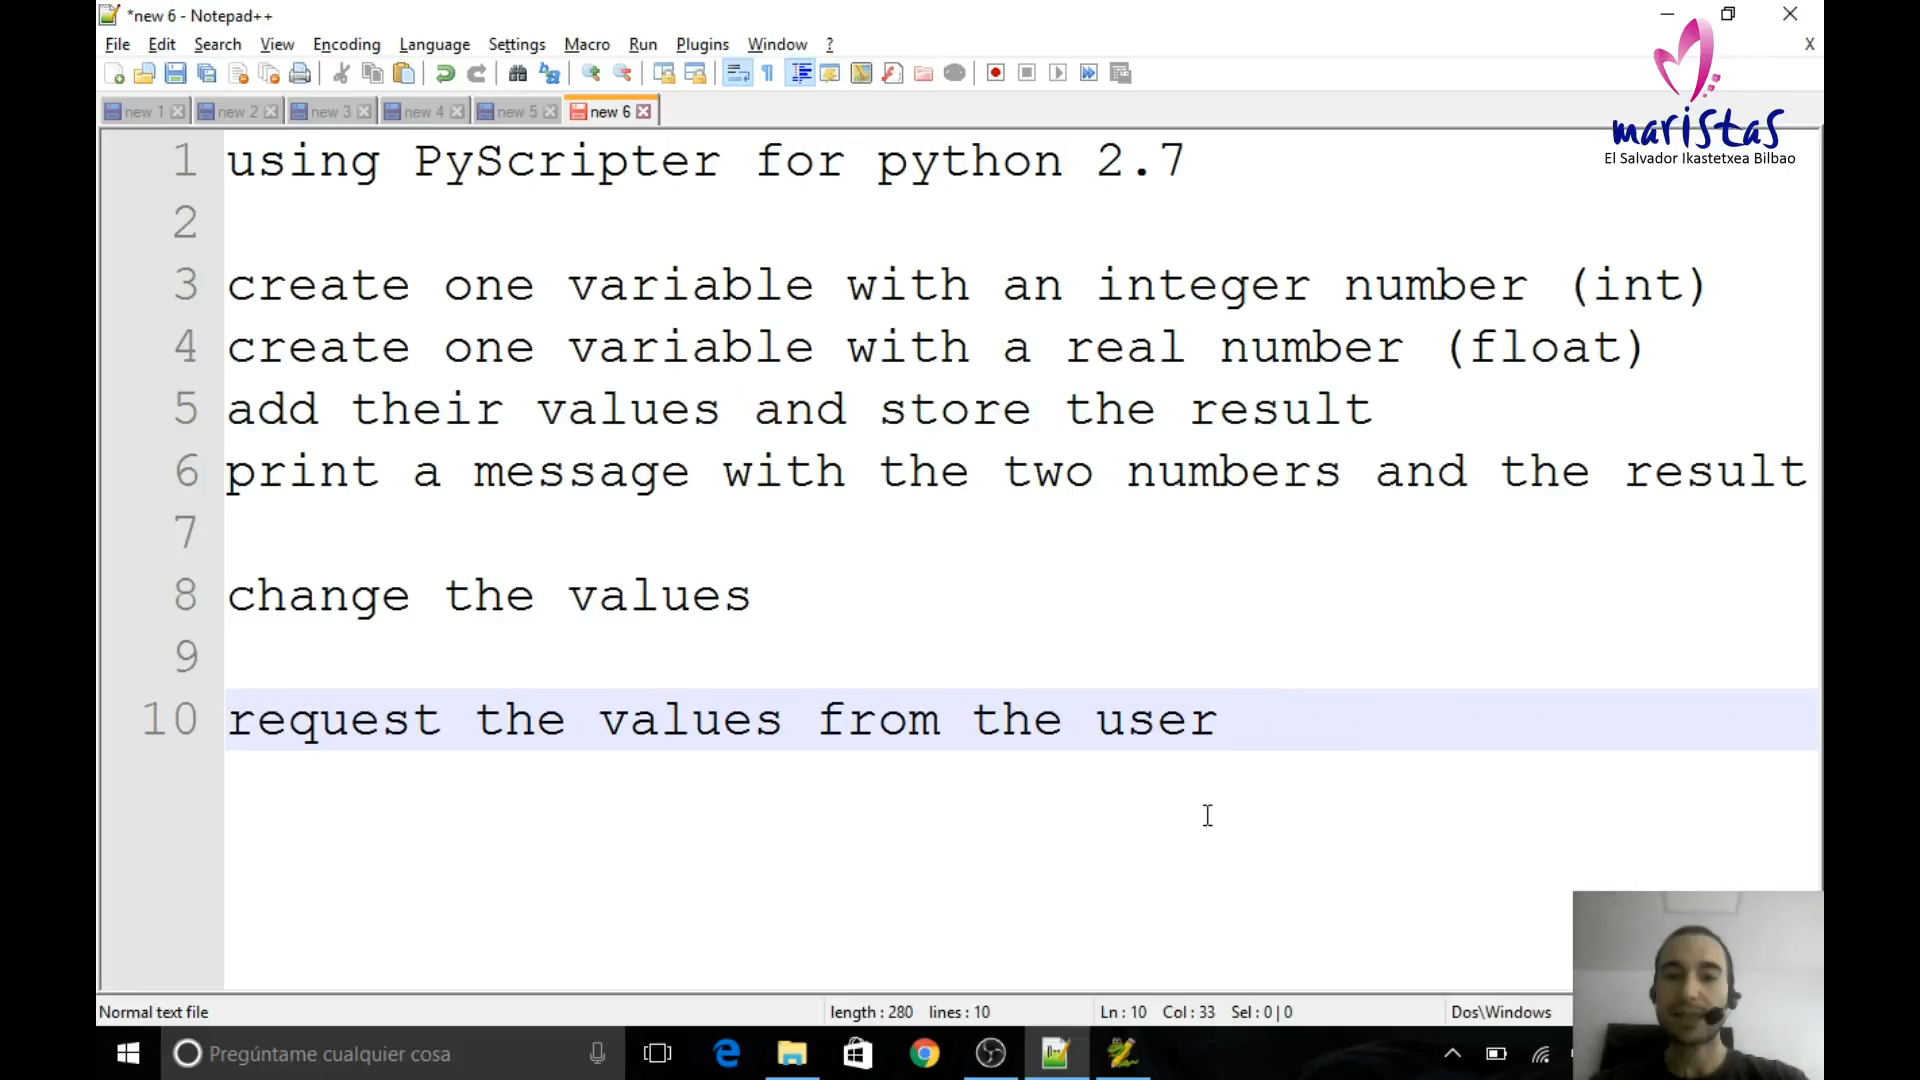 *new 6 - Notepad++
File Edit Search View Encoding Language Settings Macro Run Plugins Window ?
X
new 1 new 2 new 3 new 4 new 5 new 6
maristas
El Salvador Ikastetxea Bilbao
1 using PyScripter for python 2.7
2
3 create one variable with an integer number (int)
4 create one variable with a real number (float)
5 add their values and store the result
6 print a message with the two numbers and the result
7
8 change the values
9
10 request the values from the user
Normal text file length : 280 lines : 10 Ln : 10 Col : 33 Sel : 0 | 0 Dos\Windows
Pregúntame cualquier cosa